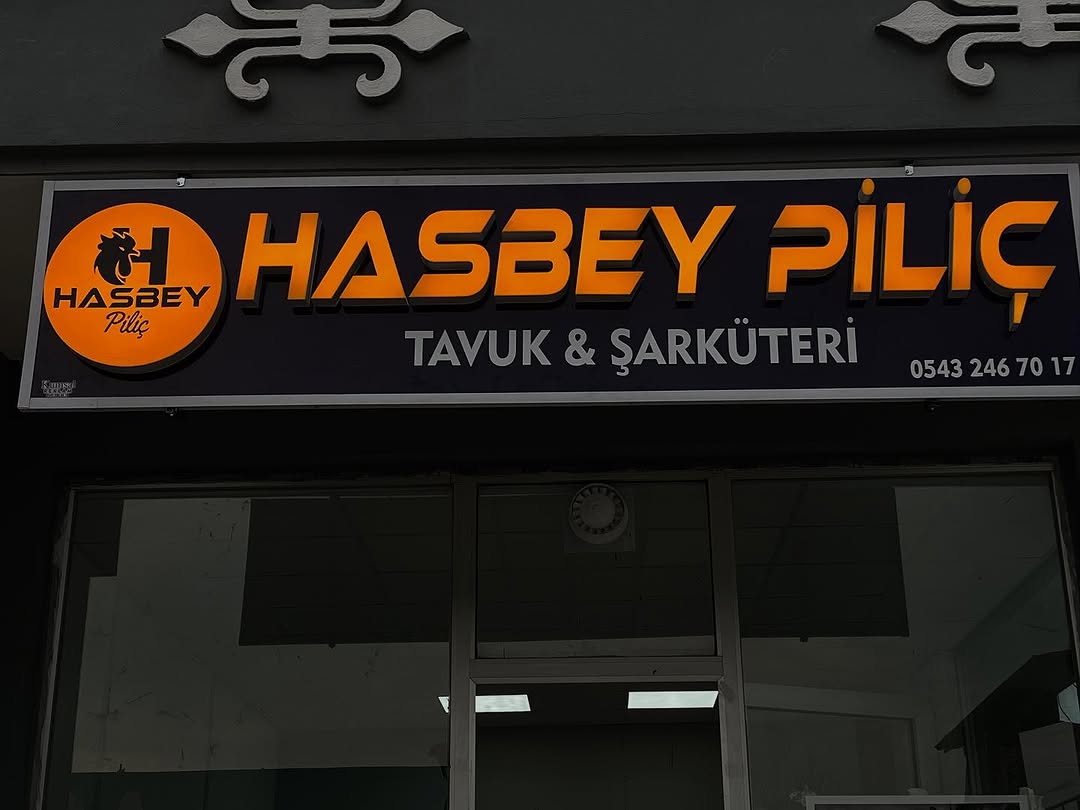 H
HASBEY
Piliç
HASBEY PİLİÇ
TAVUK & ŞARKÜTERİ
0543 246 70 17